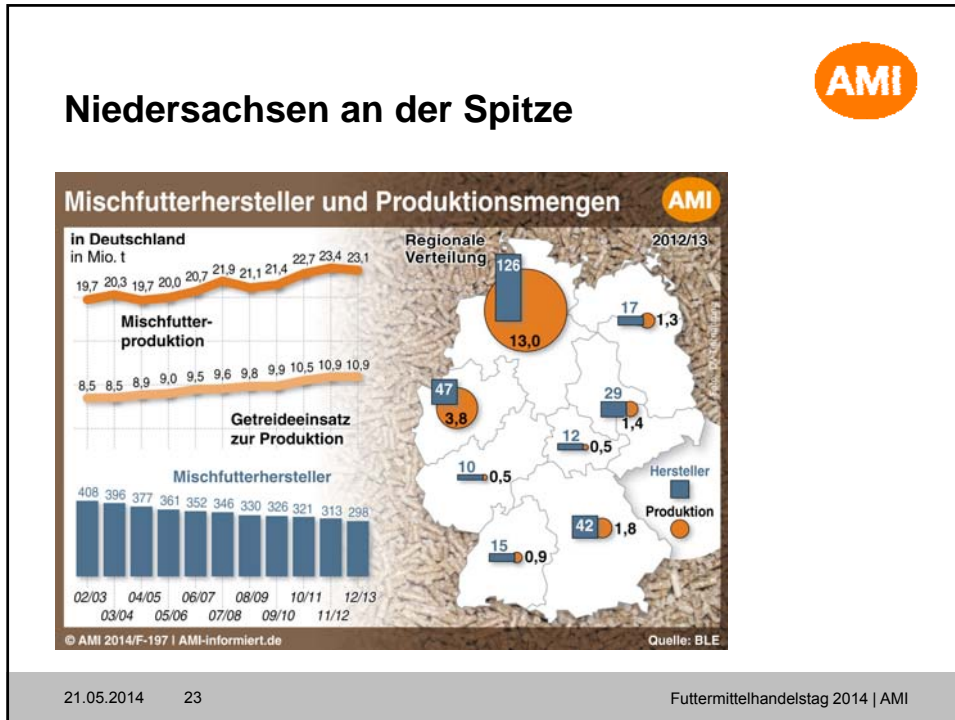 AMI
Niedersachsen an der Spitze
Mischfutterhersteller und Produktionsmengen
AMI
in Deutschland
in Mio. t
19,7 20,3 19,7 20,0 20,7 21,9 21,1 21,4 22,7 23,4 23,1
Mischfutter-
produktion
8,5 8,5 8,9 9,0 9,5 9,6 9,8 9,9 10,5 10,9 10,9
Getreideeinsatz
zur Produktion
Mischfutterhersteller
408 396 377 361 352 346 330 326 321 313 298
02/03 04/05 06/07 08/09 10/11 12/13
03/04 05/06 07/08 09/10 11/12
Regionale
Verteilung
2012/13
126
13,0
17
1,3
47
3,8
29
1,4
12
0,5
10
0,5
42
1,8
15
0,9
Hersteller
Produktion
© AMI 2014/F-197 | AMI-informiert.de
Quelle: BLE
21.05.2014 23
Futtermittelhandelstag 2014 | AMI